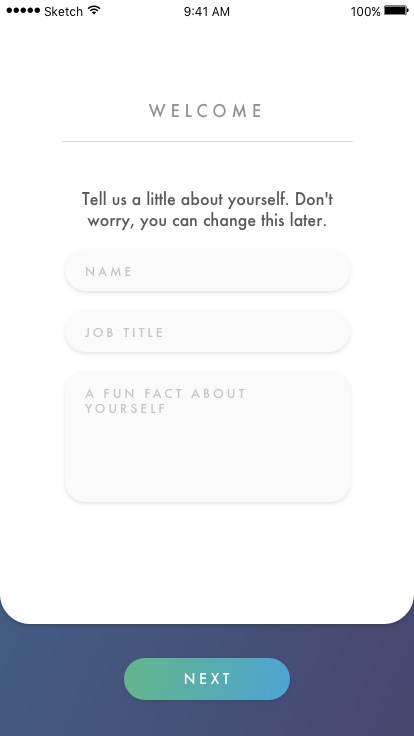 ●●●●● Sketch 9:41 AM 100%
WELCOME
Tell us a little about yourself. Don't
worry, you can change this later.
NAME
JOB TITLE
A FUN FACT ABOUT
YOURSELF
NEXT